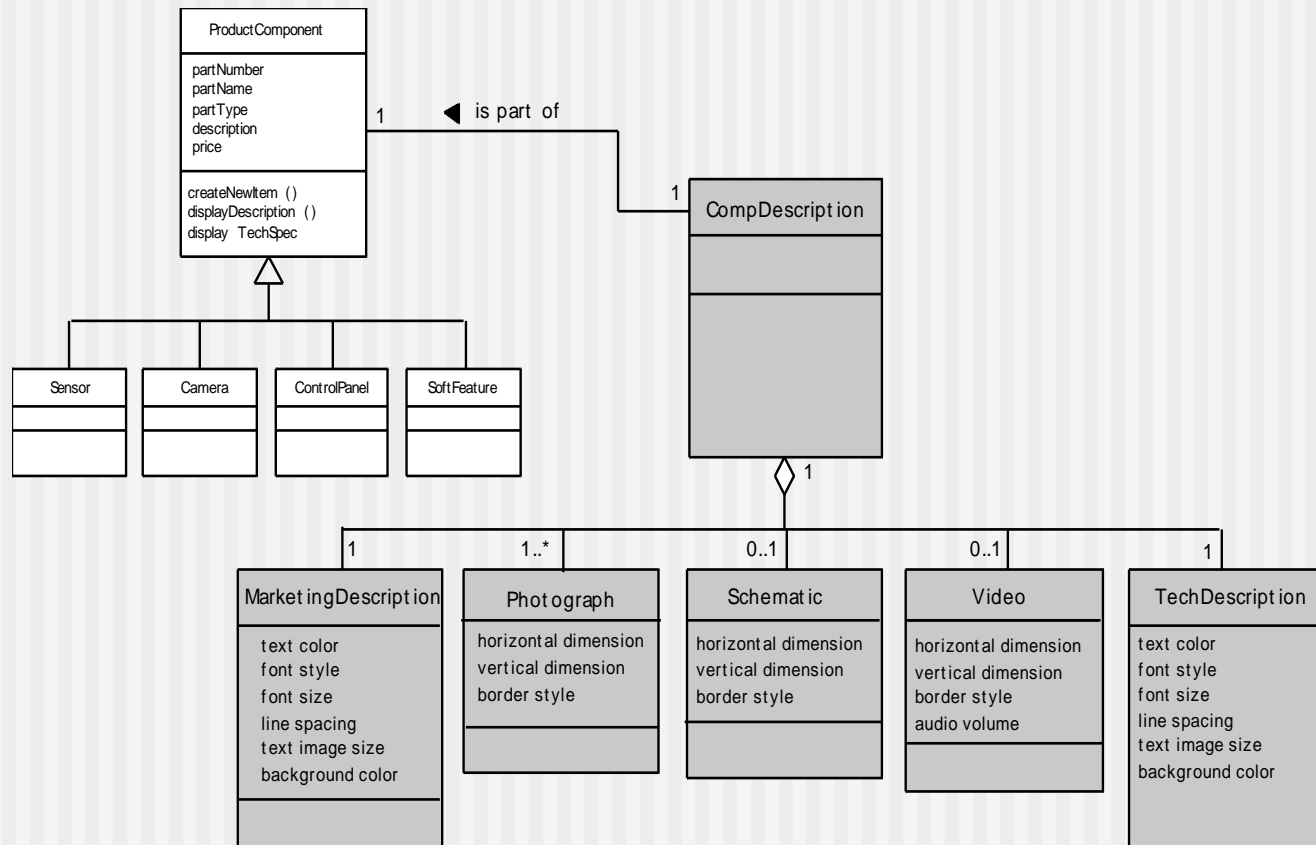 ProductComponent
partNumber
partName
partType
description
price
createNewItem ()
displayDescription ()
display TechSpec
1
is part of
1
CompDescription
Sensor
Camera
ControlPanel
SoftFeature
1
1
1..*
0..1
0..1
1
MarketingDescription
text color
font style
font size
line spacing
text image size
background color
Photograph
horizontal dimension
vertical dimension
border style
Schematic
horizontal dimension
vertical dimension
border style
Video
horizontal dimension
vertical dimension
border style
audio volume
TechDescription
text color
font style
font size
line spacing
text image size
background color